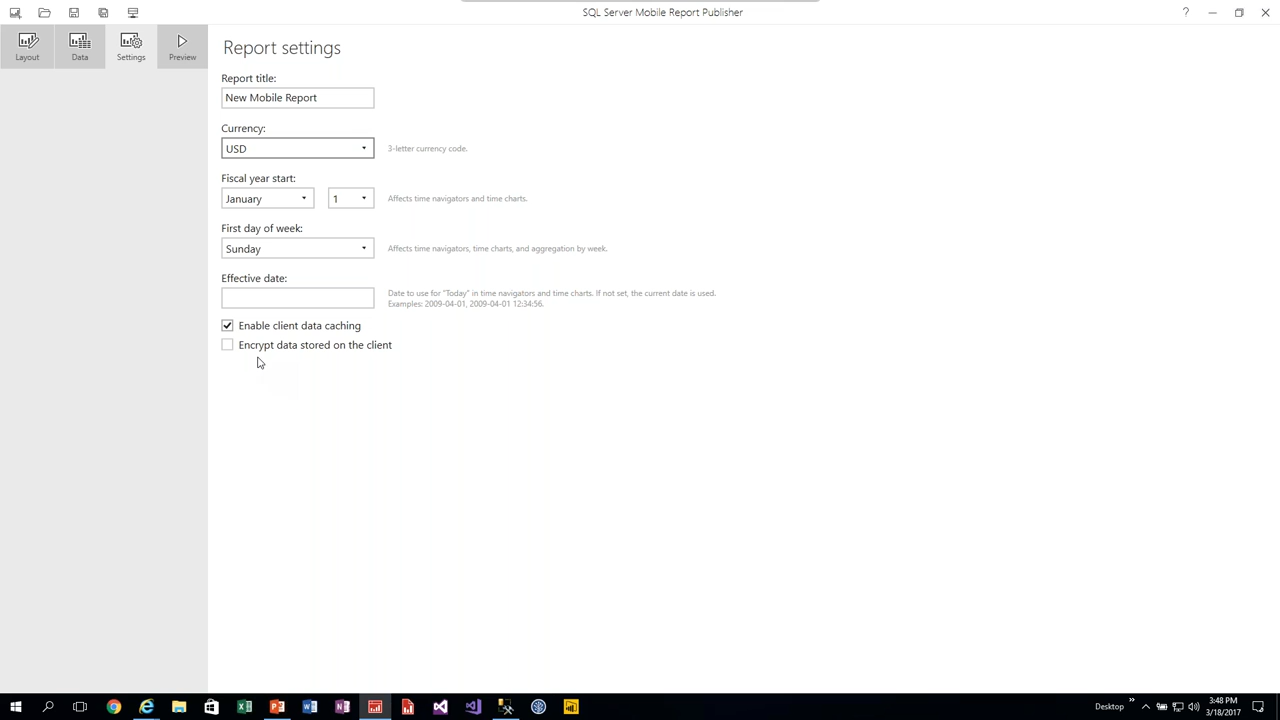 SQL Server Mobile Report Publisher
?
Layout
Data
Settings
Preview
Report settings
Report title:
New Mobile Report
Currency:
USD
3-letter currency code.
Fiscal year start:
January
1
Affects time navigators and time charts.
First day of week:
Sunday
Affects time navigators, time charts, and aggregation by week.
Effective date:
Date to use for "Today" in time navigators and time charts. If not set, the current date is used.
Examples: 2009-04-01, 2009-04-01 12:34:56.
Enable client data caching
Encrypt data stored on the client
Desktop
3:48 PM
3/18/2017